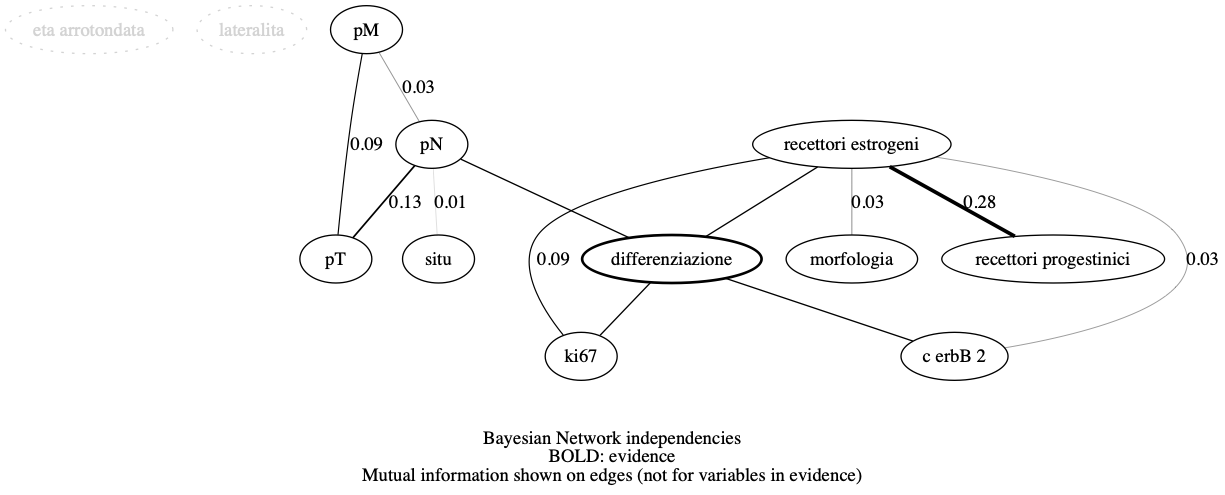 eta arrotondata
lateralita
pM
0.03
0.09
pN
recettori estrogeni
0.13
0.01
0.03
0.28
pT
situ
0.09
differenziazione
morfologia
recettori progestinici
0.03
ki67
c erbB 2
Bayesian Network independencies
BOLD: evidence
Mutual information shown on edges (not for variables in evidence)